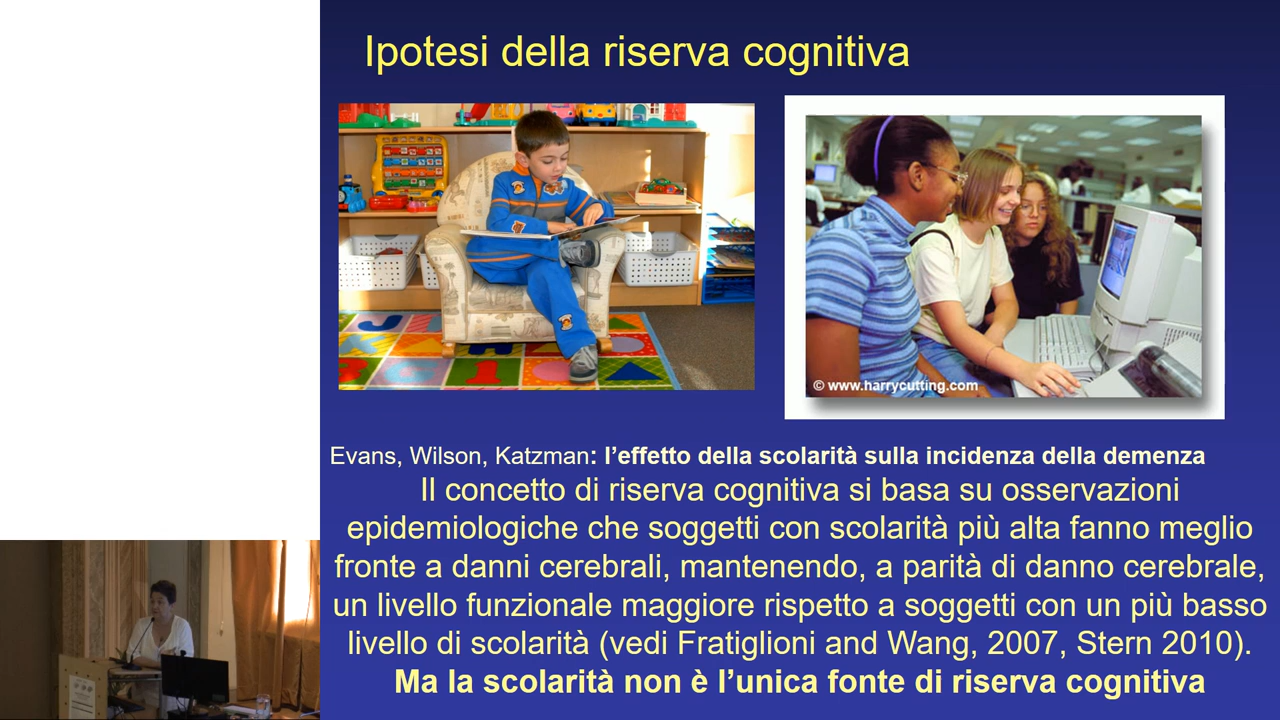 Ipotesi della riserva cognitiva
© www.harrycutting.com
Evans, Wilson, Katzman: l’effetto della scolarità sulla incidenza della demenza
Il concetto di riserva cognitiva si basa su osservazioni
epidemiologiche che soggetti con scolarità più alta fanno meglio
fronte a danni cerebrali, mantenendo, a parità di danno cerebrale,
un livello funzionale maggiore rispetto a soggetti con un più basso
livello di scolarità (vedi Fratiglioni and Wang, 2007, Stern 2010).
Ma la scolarità non è l’unica fonte di riserva cognitiva